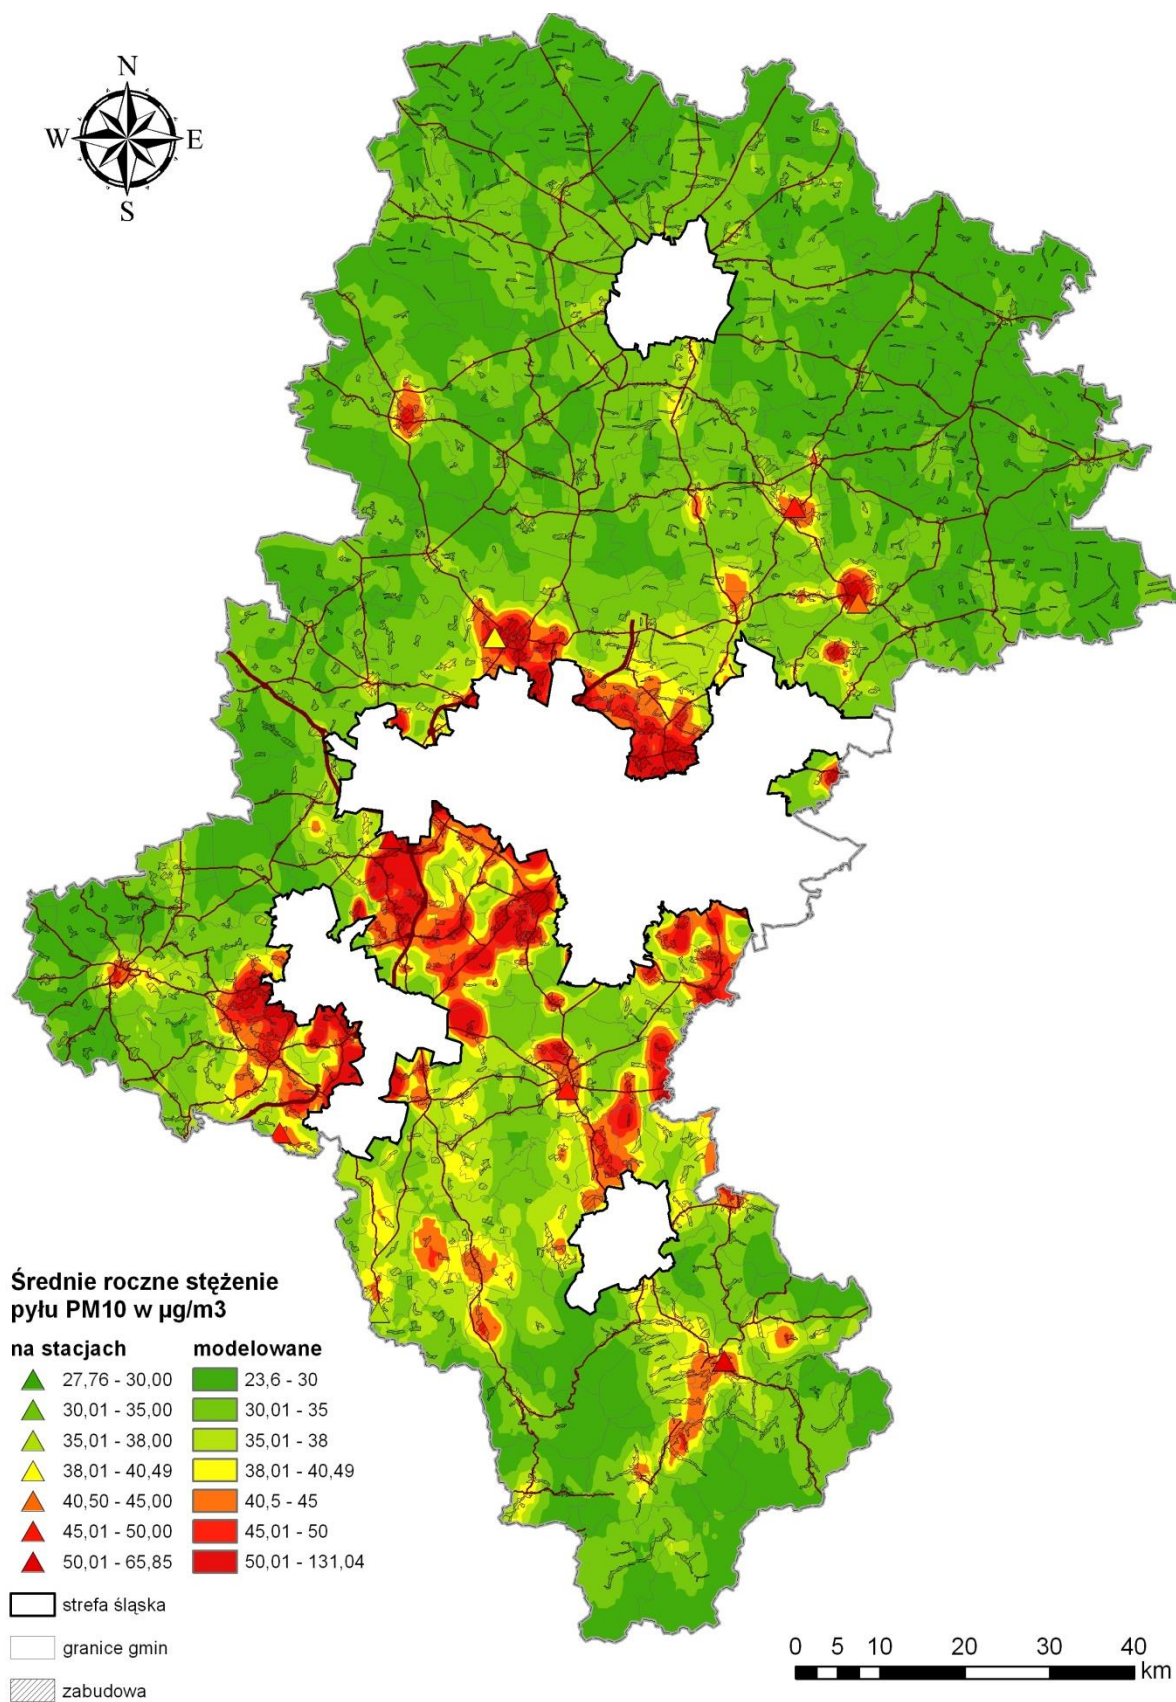 N
W E
S
Średnie roczne stężenie
pyłu PM10 w µg/m3
na stacjach modelowane
27,76 - 30,00 23,6 - 30
30,01 - 35,00 30,01 - 35
35,01 - 38,00 35,01 - 38
38,01 - 40,49 38,01 - 40,49
40,50 - 45,00 40,5 - 45
45,01 - 50,00 45,01 - 50
50,01 - 65,85 50,01 - 131,04
strefa śląska
granice gmin
zabudowa
0 5 10 20 30 40
km